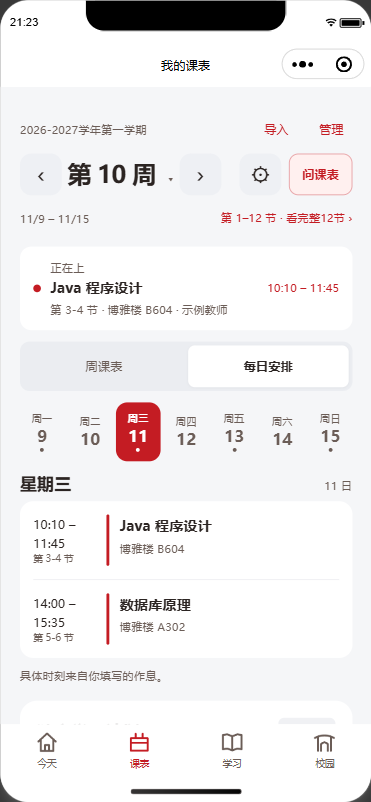 21:23
我的课表
2026-2027学年第一学期 导入 管理
‹ 第 10 周 › 问课表
11/9 – 11/15 第 1–12 节 · 看完整12节 ›
正在上
Java 程序设计 10:10 – 11:45
第 3-4 节 · 博雅楼 B604 · 示例教师
周课表 每日安排
周一 周二 周三 周四 周五 周六 周日
9 10 11 12 13 14 15
星期三 11 日
10:10 –
11:45
第 3-4 节
Java 程序设计
博雅楼 B604
14:00 –
15:35
第 5-6 节
数据库原理
博雅楼 A302
具体时刻来自你填写的作息。
今天 课表 学习 校园